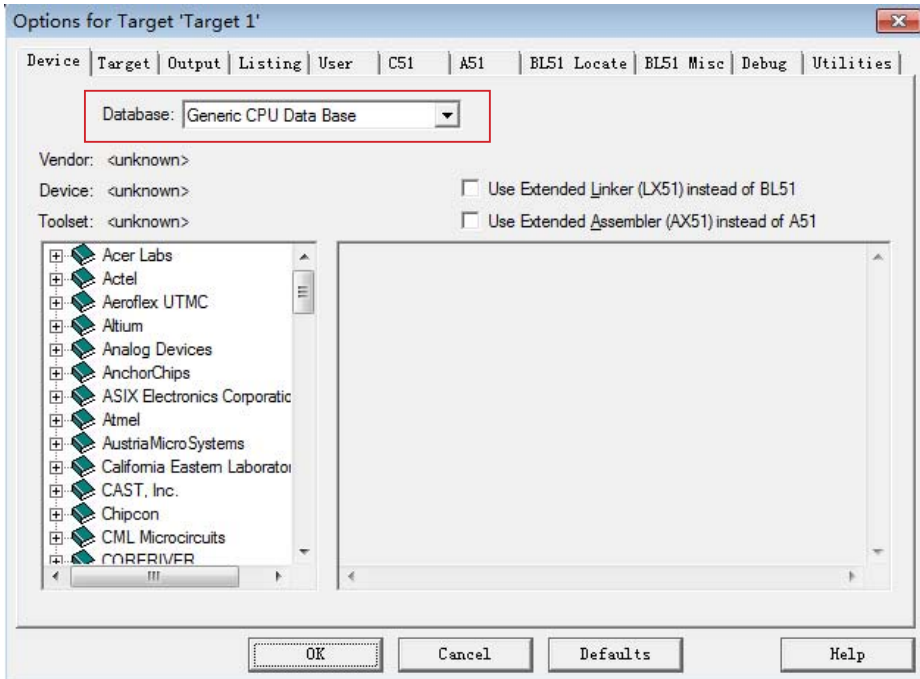 Options for Target 'Target 1'
Device Target Output Listing User C51 A51 BL51 Locate BL51 Misc Debug Utilities
Database: Generic CPU Data Base
Vendor: <unknown>
Device: <unknown>
Use Extended Linker (LX51) instead of BL51
Toolset: <unknown>
Use Extended Assembler (AX51) instead of A51
Acer Labs
Actel
Aeroflex UTMC
Altium
Analog Devices
AnchorChips
ASIX Electronics Corporatic
Atmel
AustriaMicroSystems
California Eastern Laborator
CAST, Inc.
Chipcon
CML Microcircuits
CORERIVER
OK Cancel Defaults Help